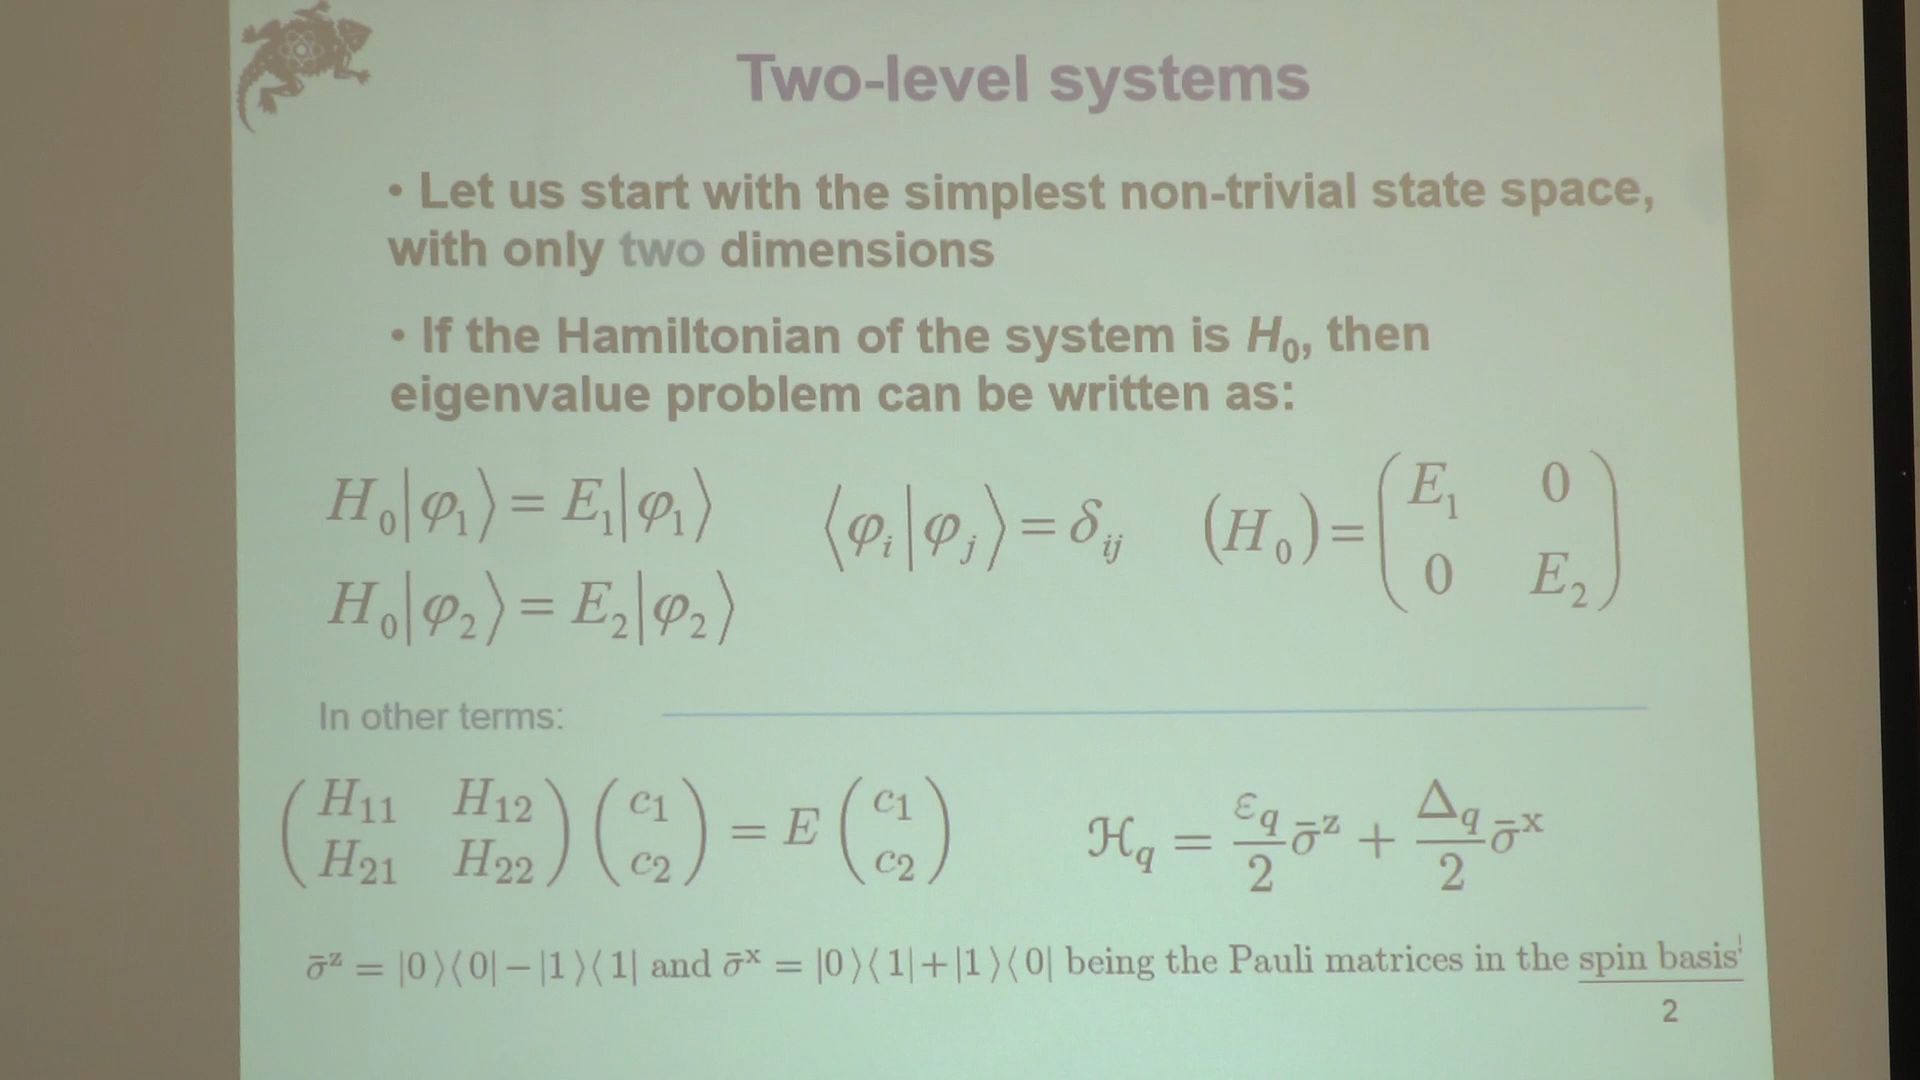 Two-level systems
• Let us start with the simplest non-trivial state space,
with only two dimensions
• If the Hamiltonian of the system is H₀, then
eigenvalue problem can be written as:
H₀|φ₁⟩ = E₁|φ₁⟩
H₀|φ₂⟩ = E₂|φ₂⟩
⟨φᵢ|φⱼ⟩ = δᵢⱼ
(H₀) = (E₁ 0
0 E₂)
In other terms:
(H₁₁ H₁₂
H₂₁ H₂₂) (c₁
c₂) = E (c₁
c₂)
ℋ_q = ε_q/2 σ̄ᶻ + Δ_q/2 σ̄ˣ
σ̄ᶻ = |0⟩⟨0| − |1⟩⟨1| and σ̄ˣ = |0⟩⟨1| + |1⟩⟨0| being the Pauli matrices in the spin basis
2